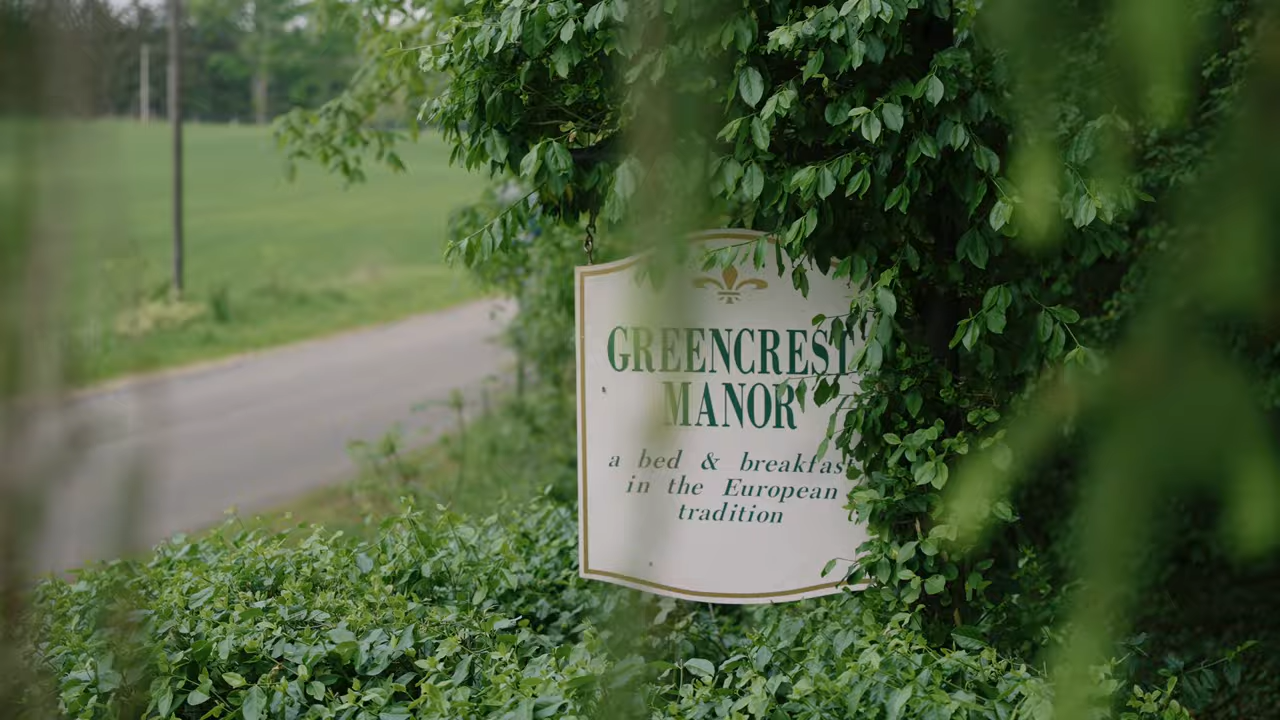 GREENCREST
MANOR
a bed & breakfast
in the European
tradition